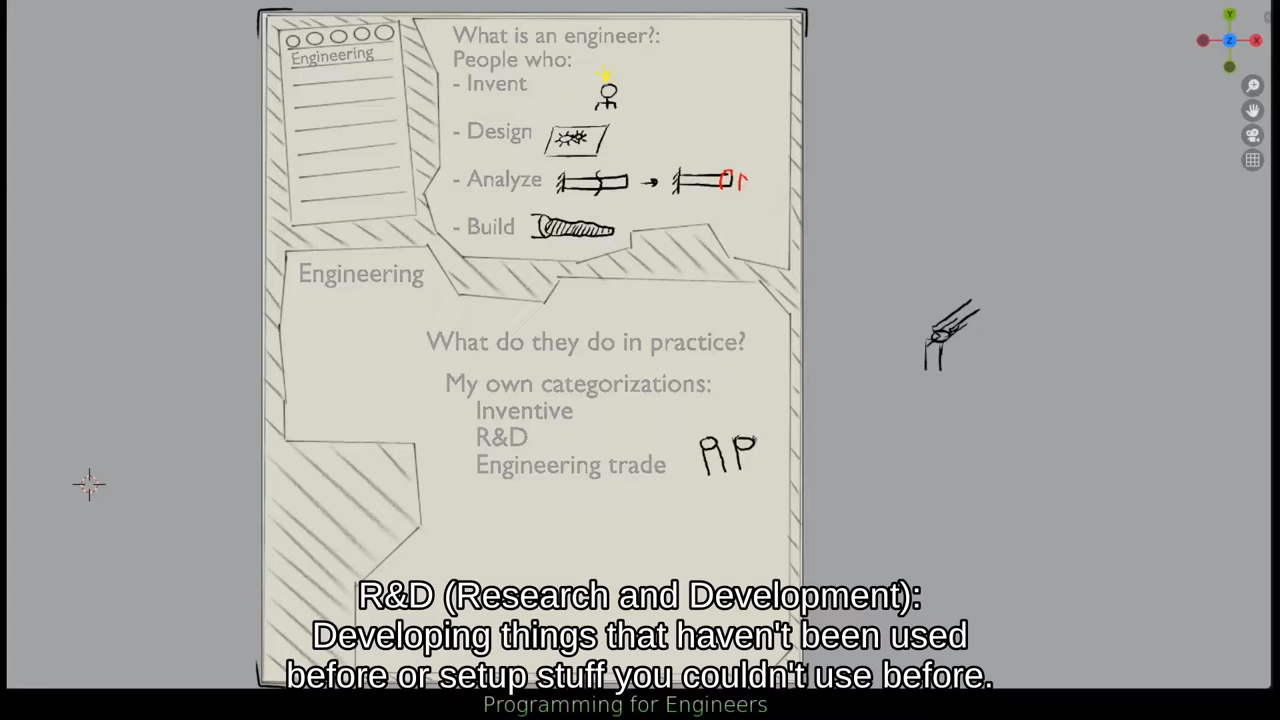 Engineering
What is an engineer?:
People who:
- Invent
- Design
- Analyze
- Build
Engineering
What do they do in practice?
My own categorizations:
Inventive
R&D
Engineering trade
R&D (Research and Development):
Developing things that haven't been used
before or setup stuff you couldn't use before.
Programming for Engineers
Y
Z
X